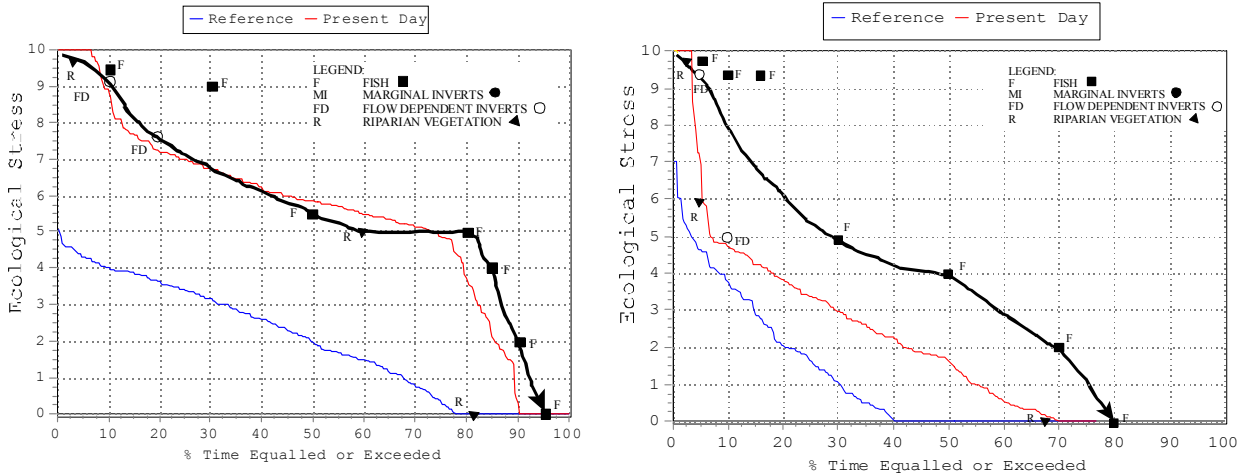 Reference Present Day
10
9
8
7
6
5
4
3
2
1
0
Ecological Stress
R
FD
F
F
FD
F
R
F
F
F
R
F
LEGEND:
F FISH
MI MARGINAL INVERTS
FD FLOW DEPENDENT INVERTS
R RIPARIAN VEGETATION
0 10 20 30 40 50 60 70 80 90 100
% Time Equalled or Exceeded
Reference Present Day
10
9
8
7
6
5
4
3
2
1
0
Ecological Stress
R
FD
F
F
F
R
FD
F
F
F
R
F
LEGEND:
F FISH
MI MARGINAL INVERTS
FD FLOW DEPENDENT INVERTS
R RIPARIAN VEGETATION
0 10 20 30 40 50 60 70 80 90 100
% Time Equalled or Exceeded